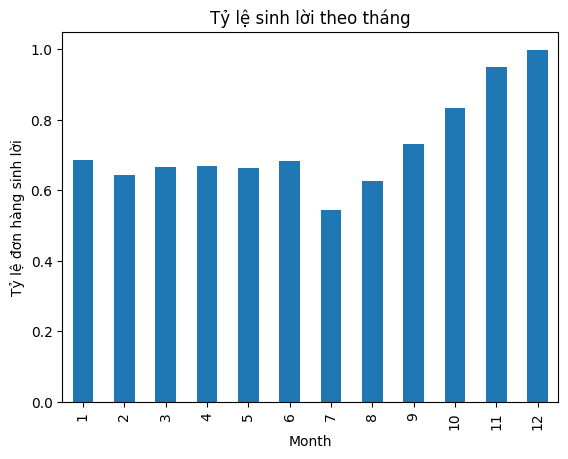 Tỷ lệ sinh lời theo tháng
Tỷ lệ đơn hàng sinh lời
1.0
0.8
0.6
0.4
0.2
0.0
1 2 3 4 5 6 7 8 9 10 11 12
Month